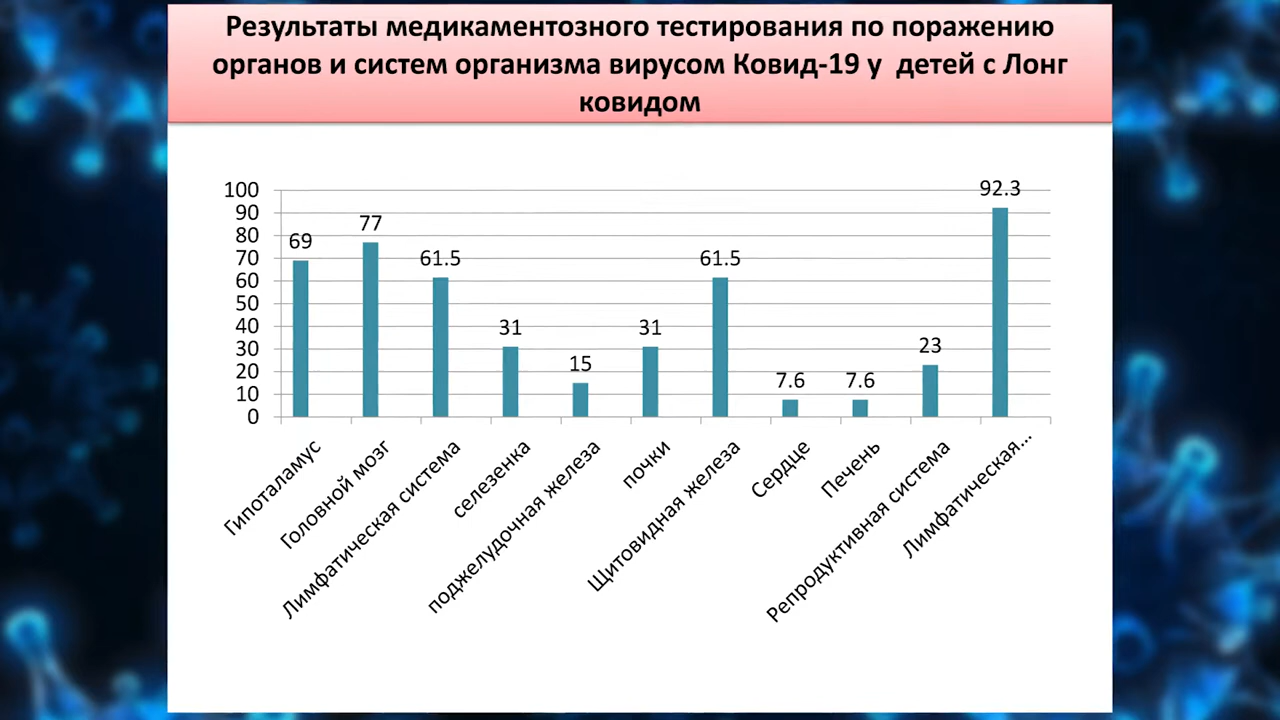 Результаты медикаментозного тестирования по поражению
органов и систем организма вирусом Ковид-19 у детей с Лонг
ковидом
100
90
80
70
60
50
40
30
20
10
0
69
77
61.5
31
15
31
61.5
7.6
7.6
23
92.3
Гипоталамус
Головной мозг
Лимфатическая система
селезенка
поджелудочная железа
почки
Щитовидная железа
Сердце
Печень
Репродуктивная система
Лимфатическая...